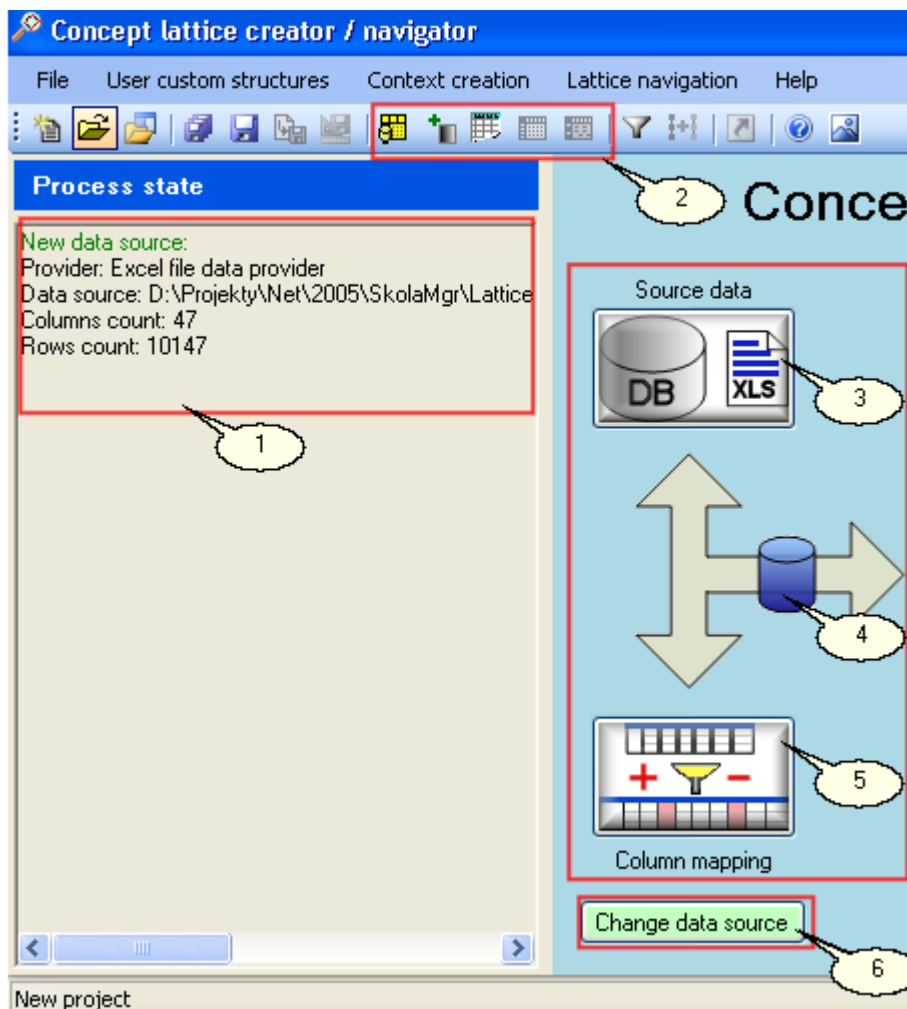 Concept lattice creator / navigator
File User custom structures Context creation Lattice navigation Help
Process state
2
Conce
New data source:
Provider: Excel file data provider
Data source: D:\Projekty\Net\2005\SkolaMgr\Lattice
Columns count: 47
Rows count: 10147
1
Source data
DB
XLS
3
4
5
Column mapping
Change data source
6
New project